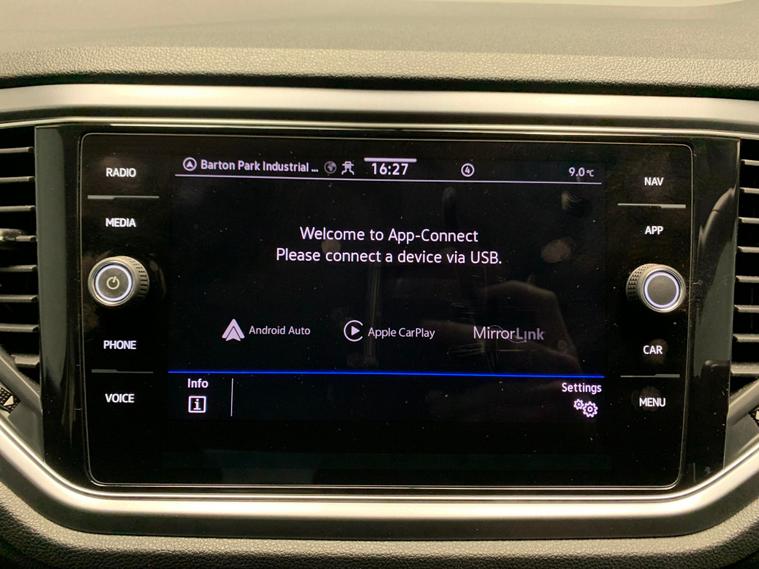 RADIO
MEDIA
PHONE
VOICE
Barton Park Industrial ...
16:27
4
9.0°C
Welcome to App-Connect
Please connect a device via USB.
Android Auto
Apple CarPlay
MirrorLink
Info
Settings
NAV
APP
CAR
MENU